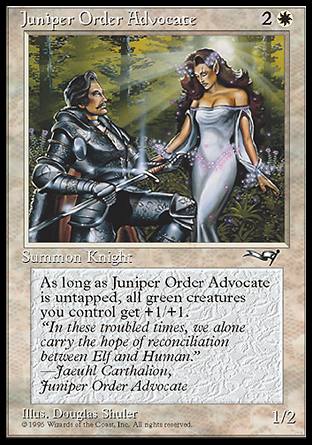 Juniper Order Advocate 2
Summon Knight
As long as Juniper Order Advocate
is untapped, all green creatures
you control get +1/+1.
"In these troubled times, we alone
carry the hope of reconciliation
between Elf and Human."
—Jaeuhl Carthalion,
Juniper Order Advocate
Illus. Douglas Shuler
1/2
©1996 Wizards of the Coast, Inc. All rights reserved.